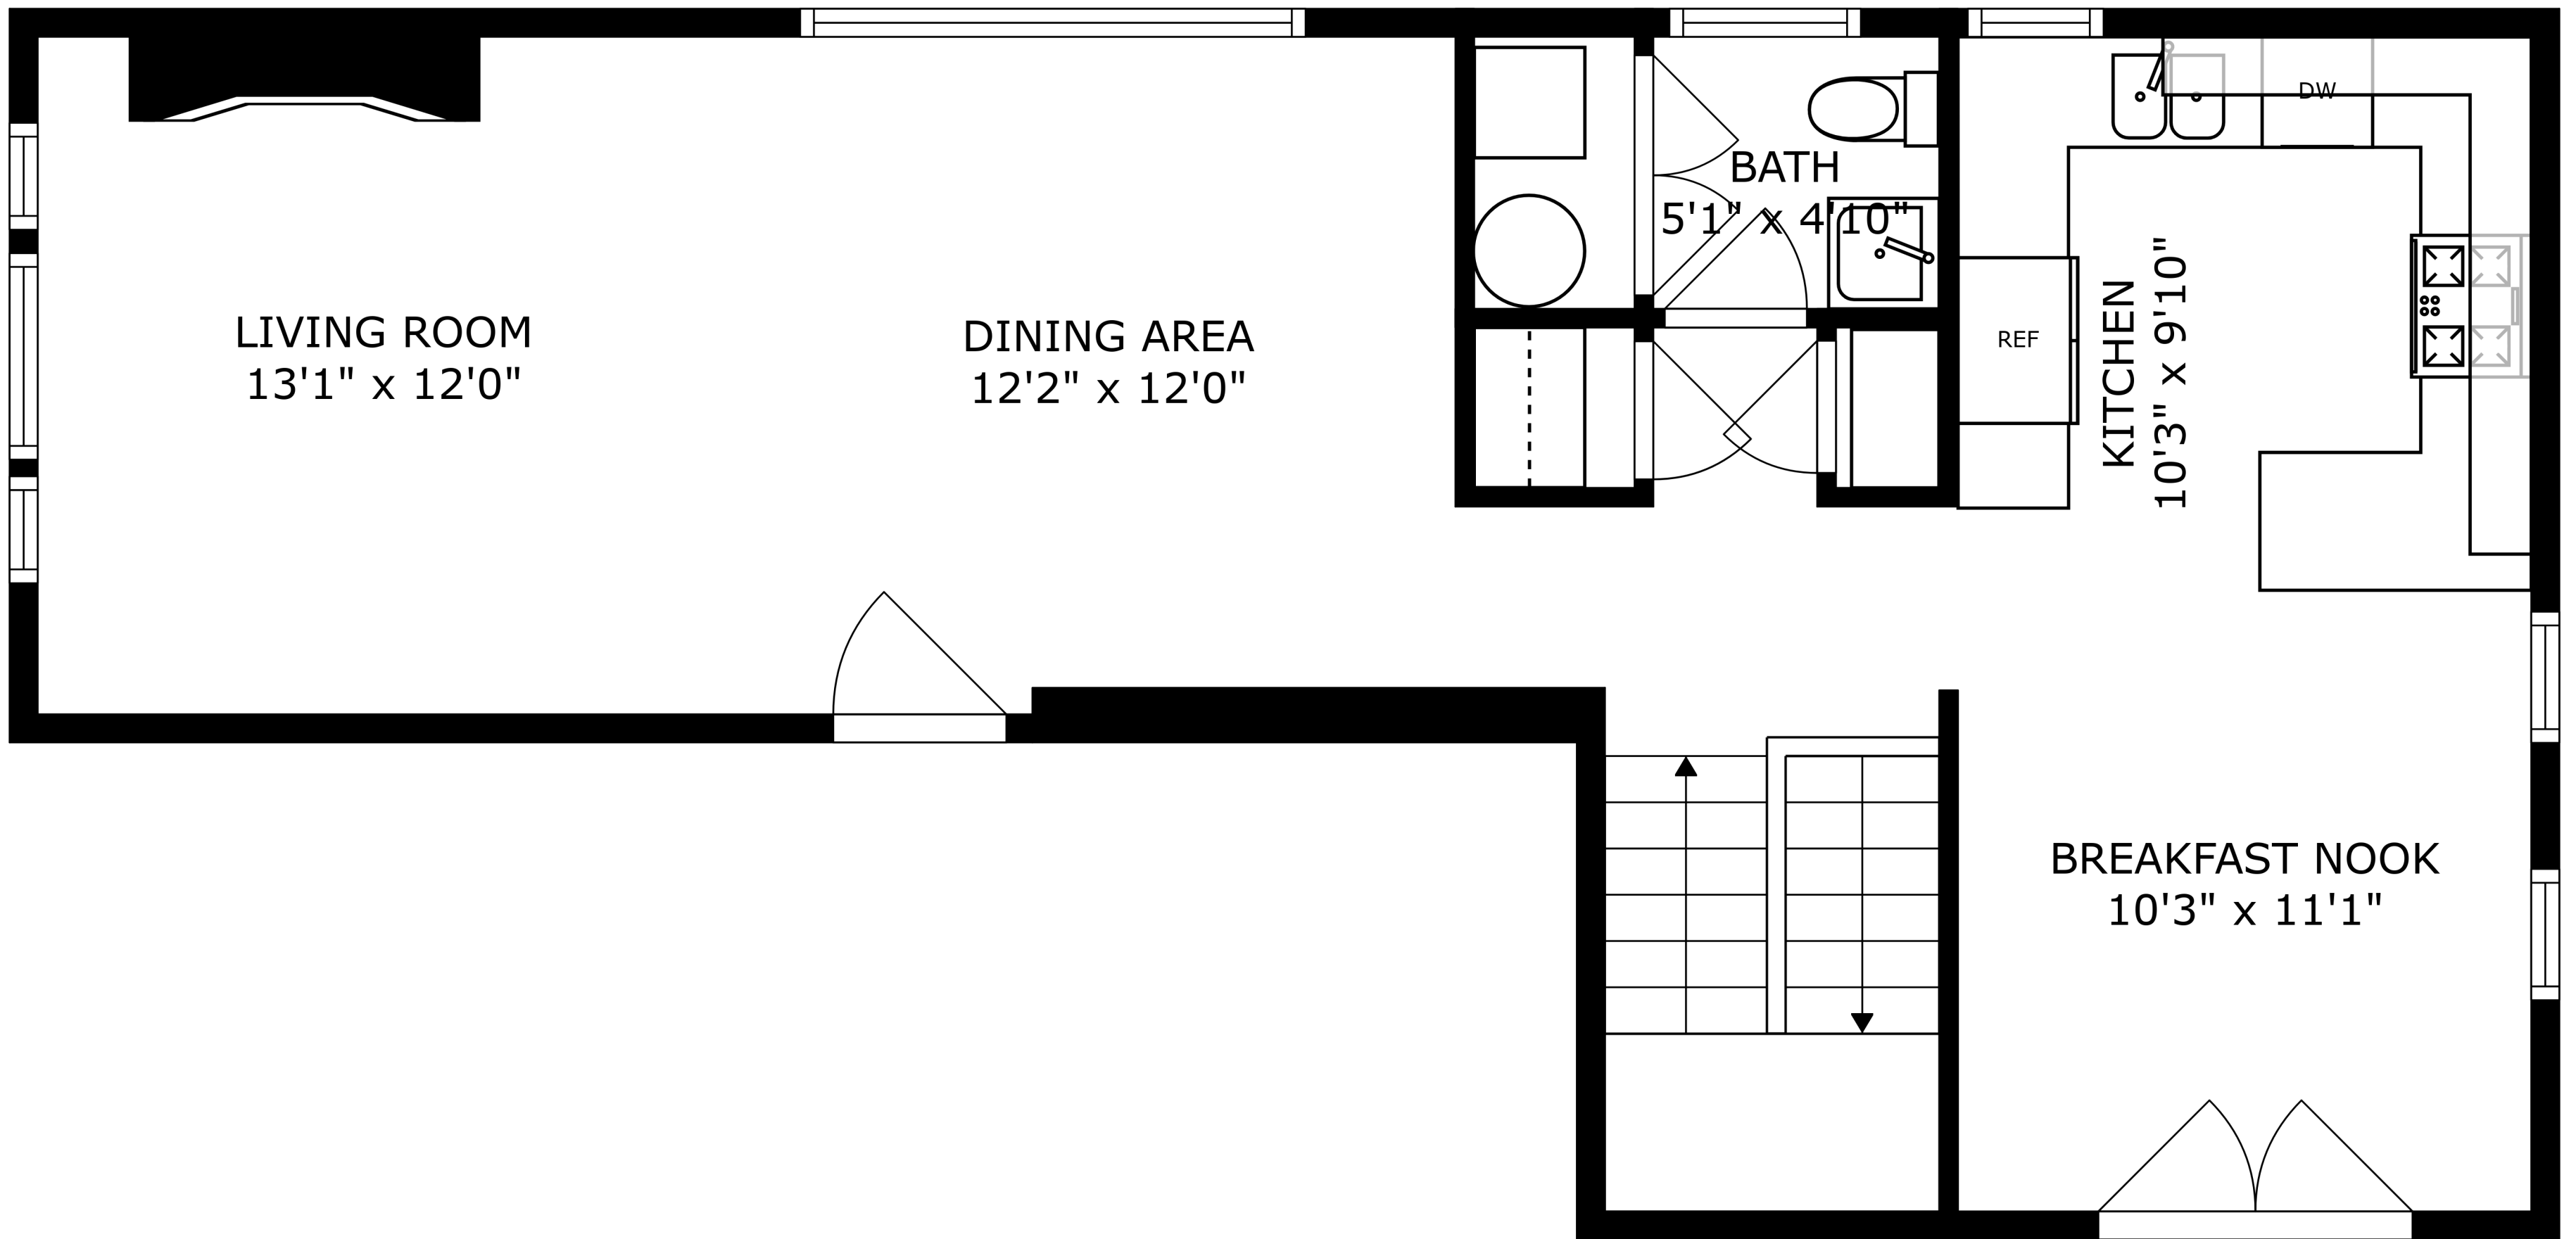 LIVING ROOM
13'1" x 12'0"
DINING AREA
12'2" x 12'0"
BATH
5'1" x 4'10"
DW
REF
KITCHEN
10'3" x 9'10"
BREAKFAST NOOK
10'3" x 11'1"